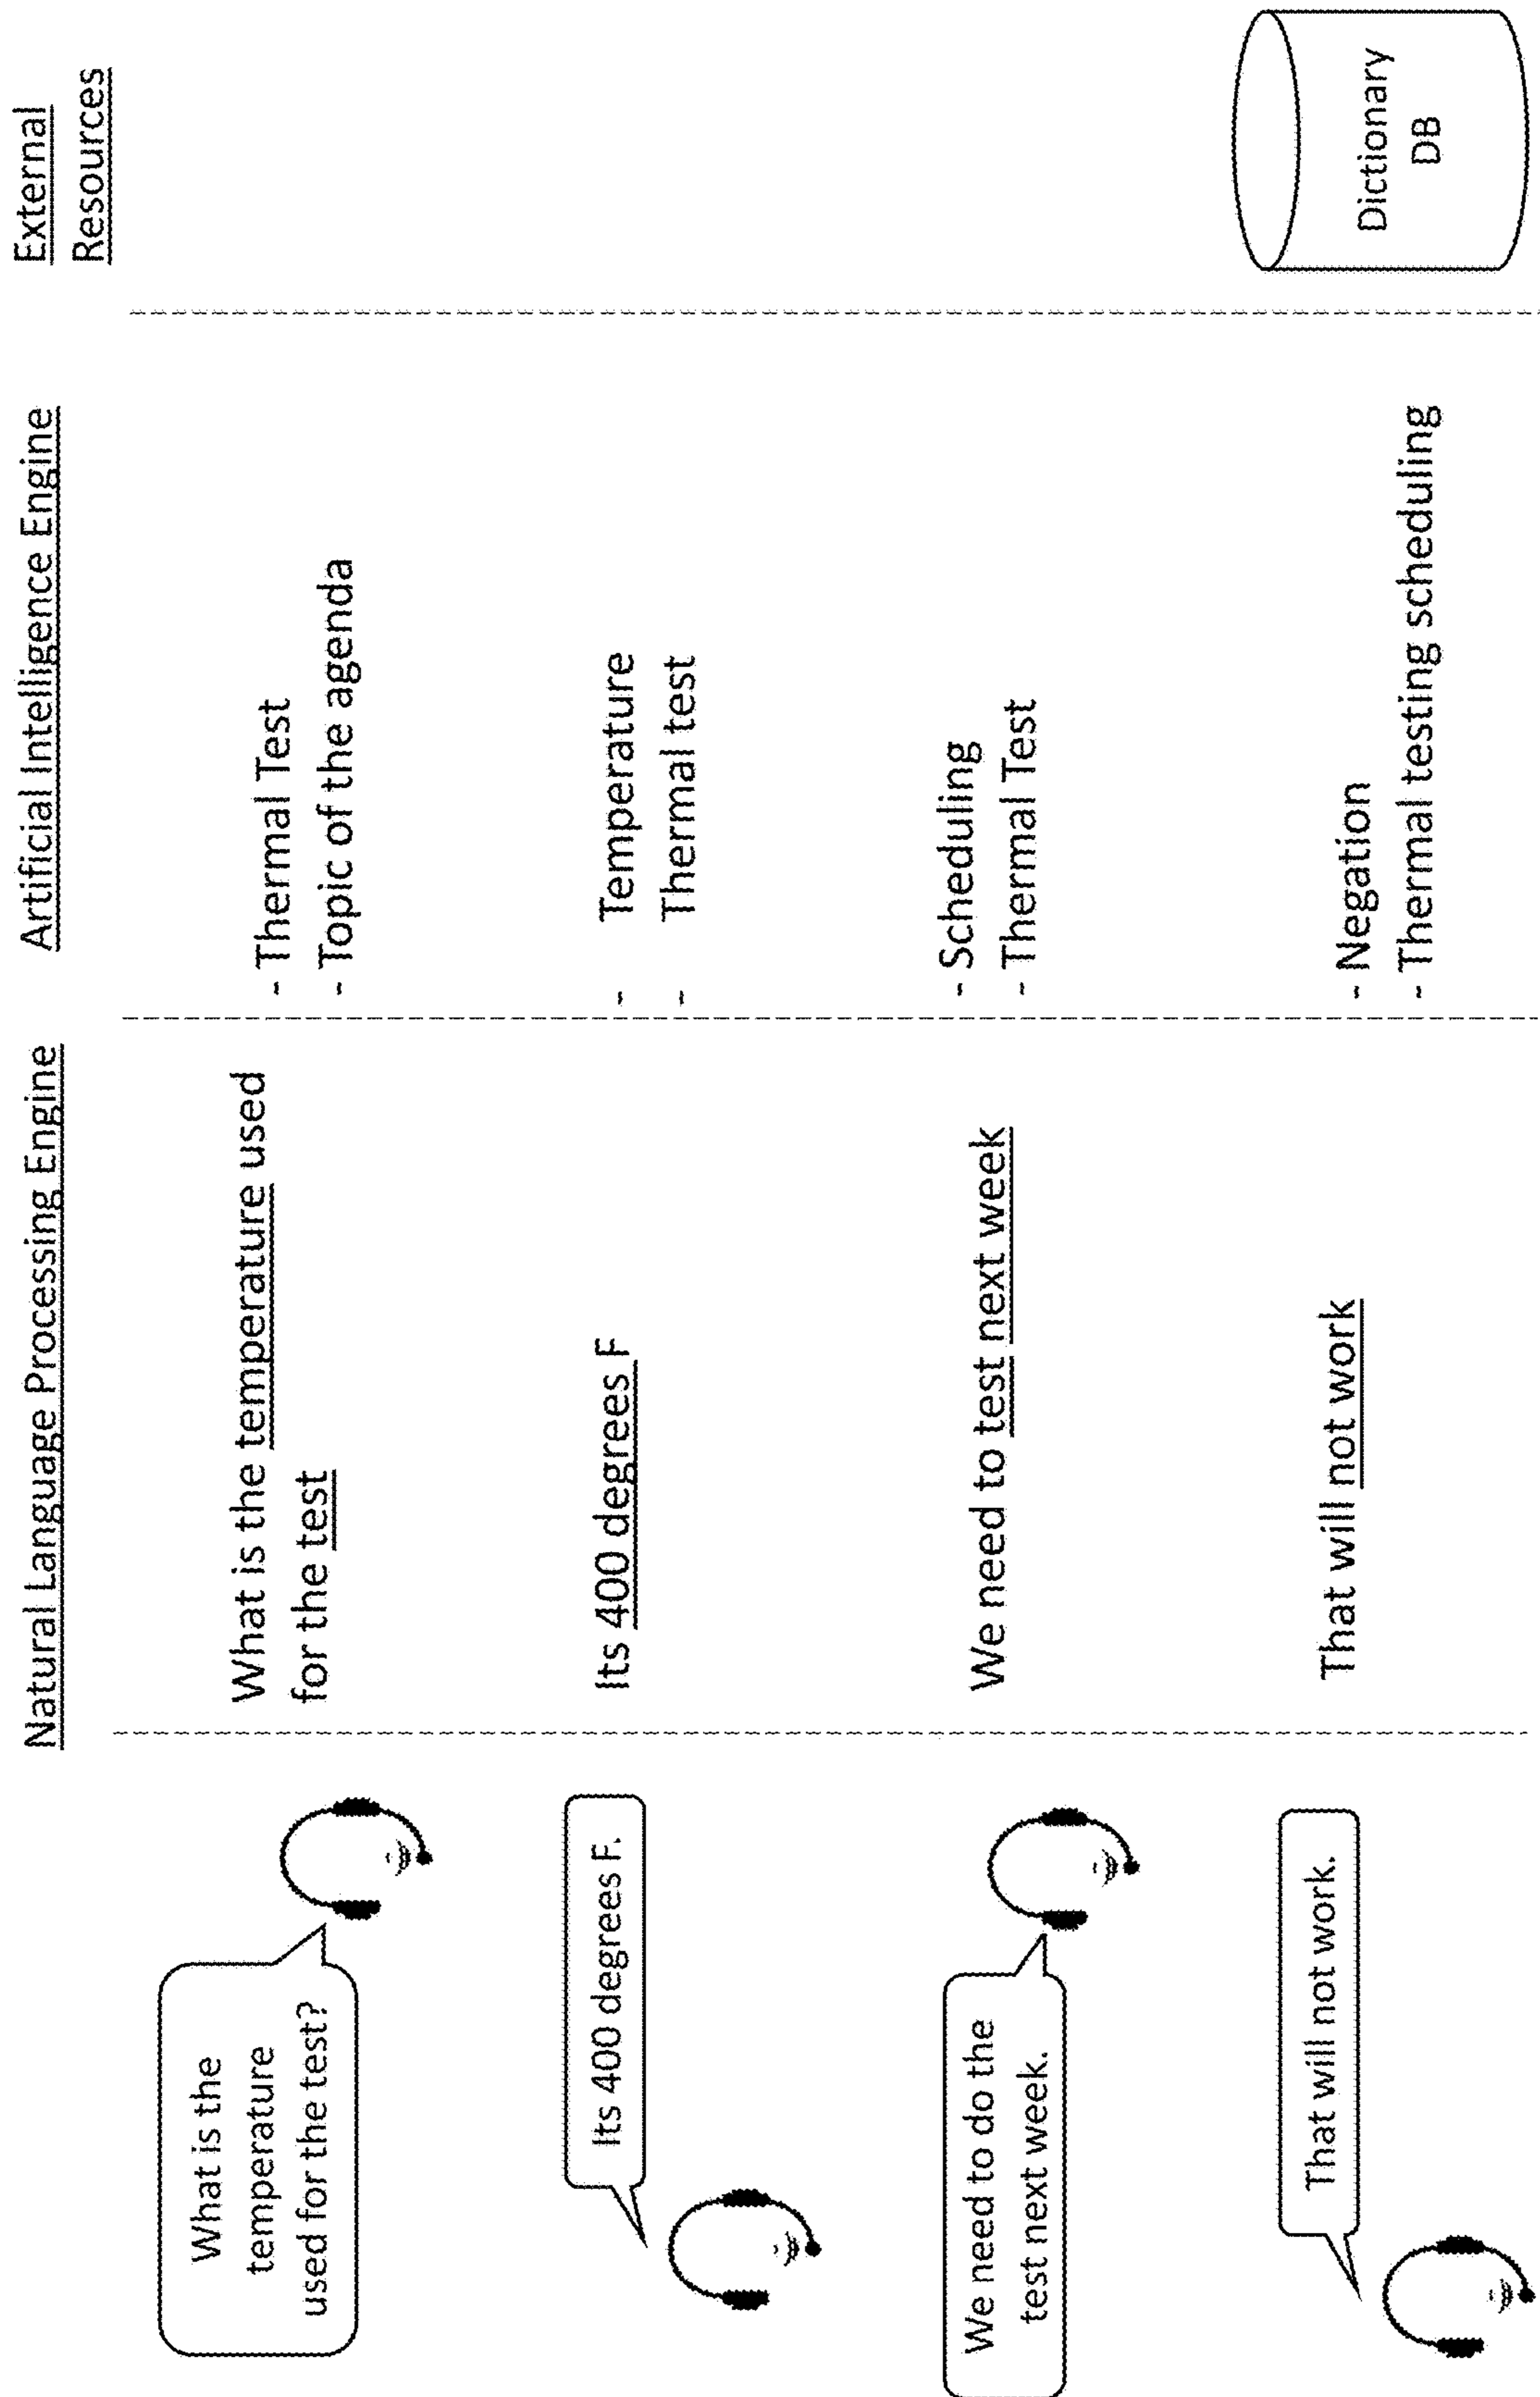 Natural Language Processing Engine
Artificial Intelligence Engine
External
Resources
What is the
temperature
used for the test?
What is the temperature used
for the test
- Thermal Test
- Topic of the agenda
Its 400 degrees F.
Its 400 degrees F
- Temperature
- Thermal test
We need to do the
test next week.
We need to test next week
- Scheduling
- Thermal Test
That will not work.
That will not work
- Negation
- Thermal testing scheduling
Dictionary
DB